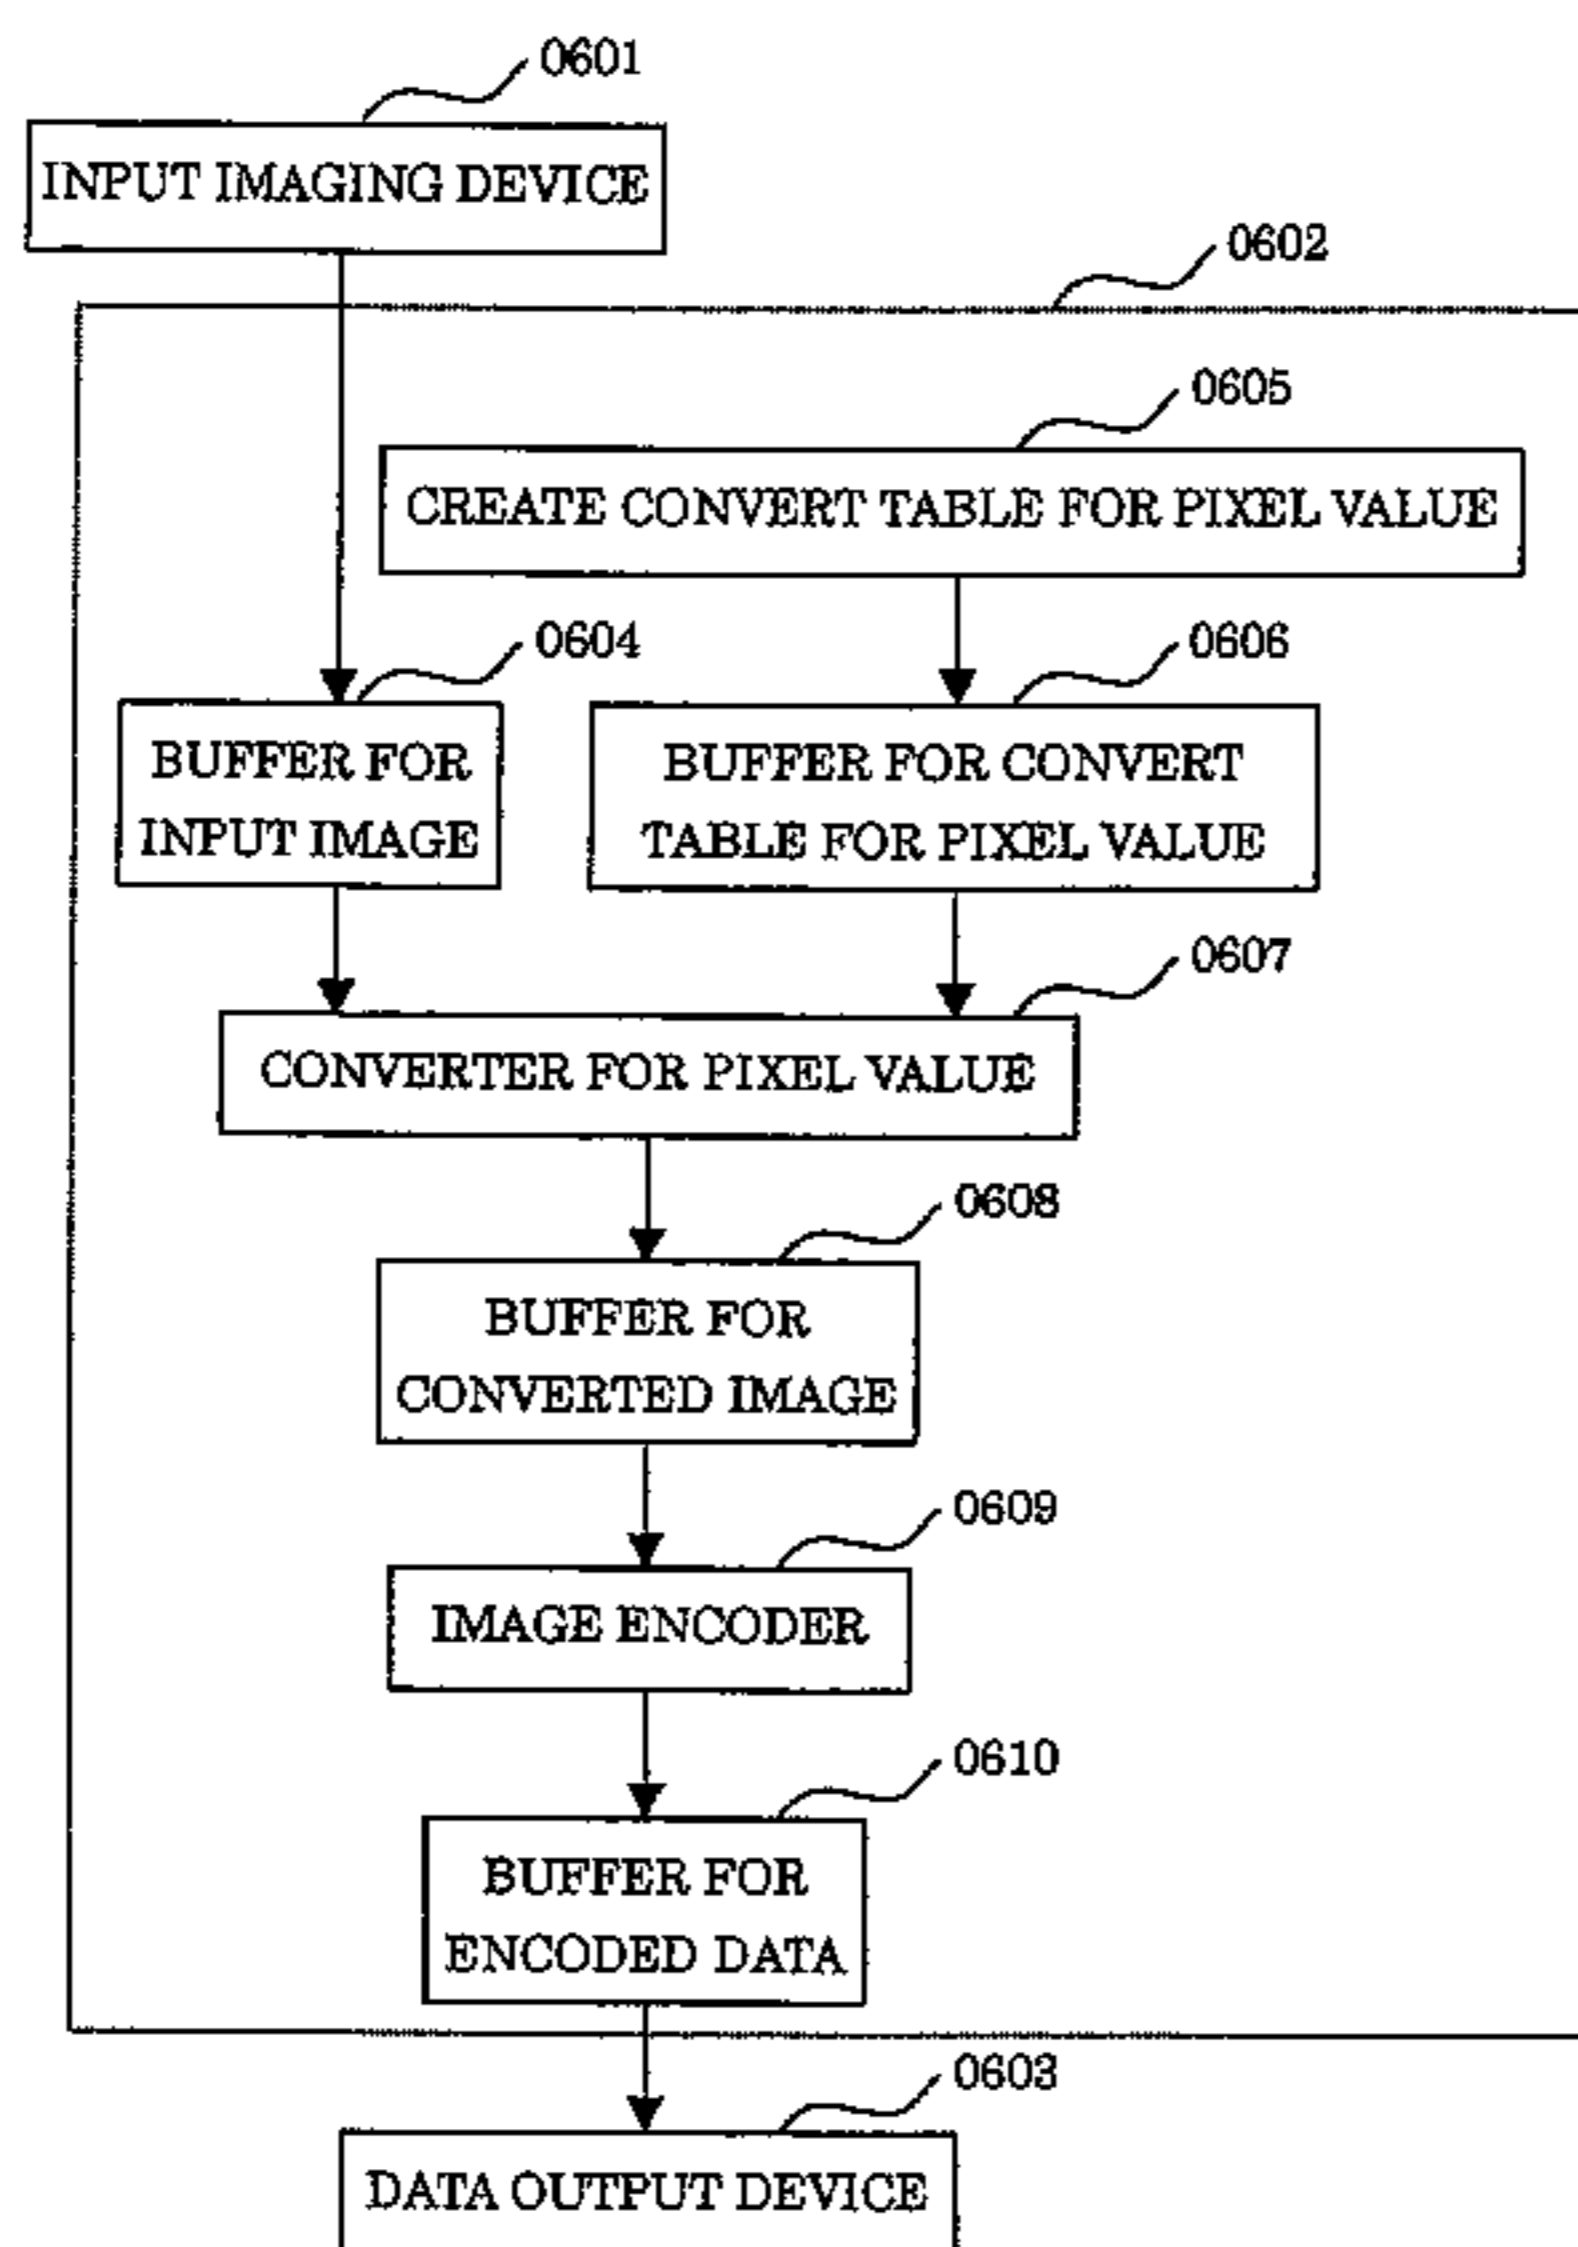 0601
INPUT IMAGING DEVICE
0602
0605
CREATE CONVERT TABLE FOR PIXEL VALUE
0604
0606
BUFFER FOR
INPUT IMAGE
BUFFER FOR CONVERT
TABLE FOR PIXEL VALUE
0607
CONVERTER FOR PIXEL VALUE
0608
BUFFER FOR
CONVERTED IMAGE
0609
IMAGE ENCODER
0610
BUFFER FOR
ENCODED DATA
0603
DATA OUTPUT DEVICE